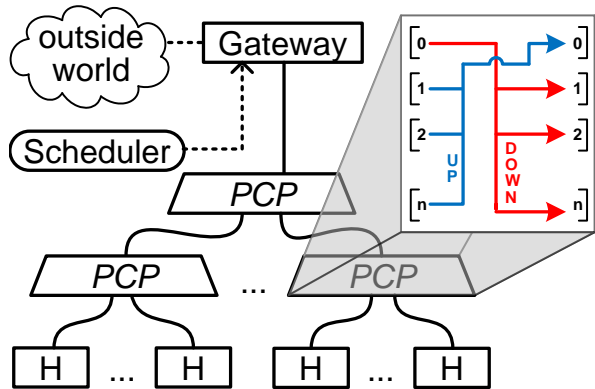 outside
world
Gateway
Scheduler
PCP
PCP
...
PCP
H
...
H
H
...
H
[0
0]
[1
1]
[2
2]
[n
n]
UP
DOWN